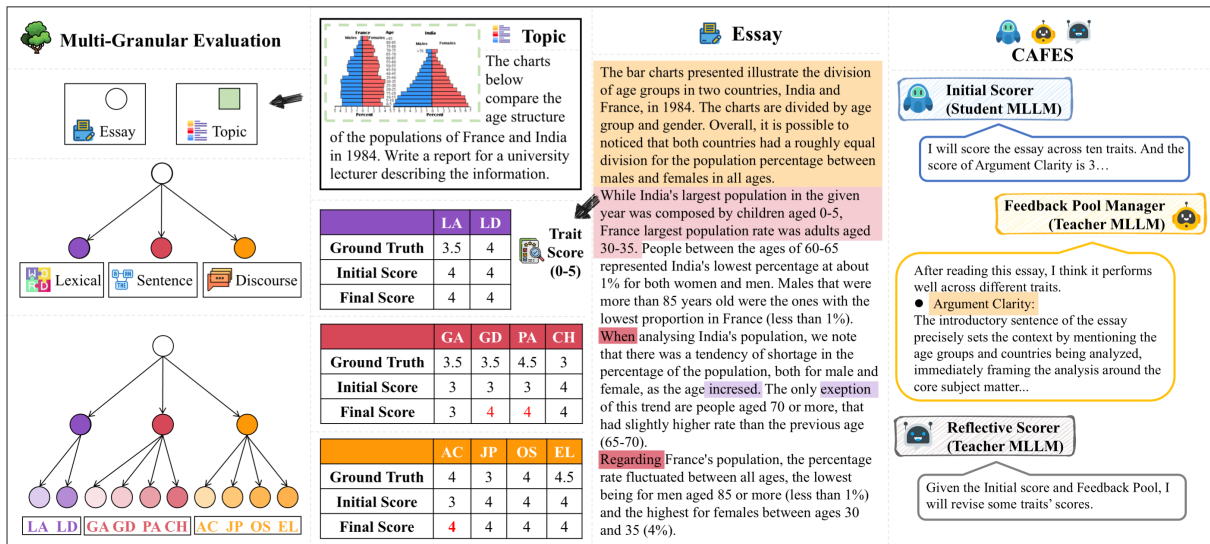 Multi-Granular Evaluation
Essay
Topic
Lexical
Sentence
Discourse
LA LD GA GD PA CH AC JP OS EL
France Age India
Males Females
Males Females
Percent
Percent
Topic
The charts
below
compare the
age structure
of the populations of France and India
in 1984. Write a report for a university
lecturer describing the information.
LA LD
Ground Truth 3.5 4
Initial Score 4 4
Final Score 4 4
Trait
Score
(0-5)
GA GD PA CH
Ground Truth 3.5 3.5 4.5 3
Initial Score 3 3 3 4
Final Score 3 4 4 4
AC JP OS EL
Ground Truth 4 3 4 4.5
Initial Score 3 4 4 4
Final Score 4 4 4 4
Essay
The bar charts presented illustrate the division
of age groups in two countries, India and
France, in 1984. The charts are divided by age
group and gender. Overall, it is possible to
noticed that both countries had a roughly equal
division for the population percentage between
males and females in all ages.
While India's largest population in the given
year was composed by children aged 0-5,
France largest population rate was adults aged
30-35. People between the ages of 60-65
represented India's lowest percentage at about
1% for both women and men. Males that were
more than 85 years old were the ones with the
lowest proportion in France (less than 1%).
When analysing India's population, we note
that there was a tendency of shortage in the
percentage of the population, both for male and
female, as the age incresed. The only exeption
of this trend are people aged 70 or more, that
had slightly higher rate than the previous age
(65-70).
Regarding France's population, the percentage
rate fluctuated between all ages, the lowest
being for men aged 85 or more (less than 1%)
and the highest for females between ages 30
and 35 (4%).
CAFES
Initial Scorer
(Student MLLM)
I will score the essay across ten traits. And the
score of Argument Clarity is 3…
Feedback Pool Manager
(Teacher MLLM)
After reading this essay, I think it performs
well across different traits.
● Argument Clarity:
The introductory sentence of the essay
precisely sets the context by mentioning the
age groups and countries being analyzed,
immediately framing the analysis around the
core subject matter...
Reflective Scorer
(Teacher MLLM)
Given the Initial score and Feedback Pool, I
will revise some traits' scores.